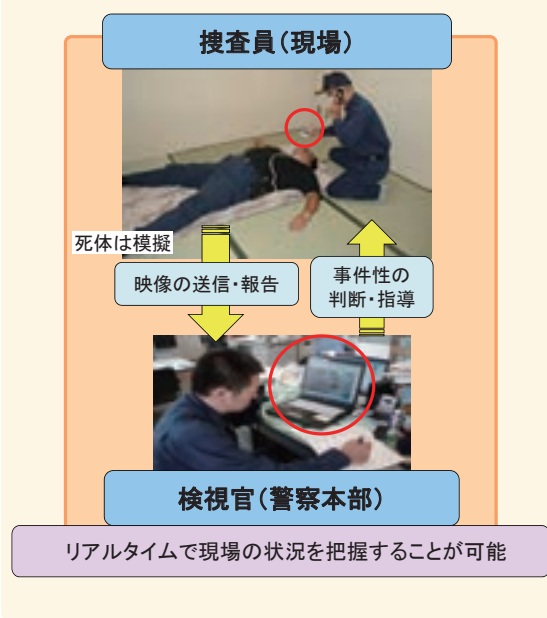 捜査員（現場）
死体は模擬
映像の送信・報告
事件性の
判断・指導
検視官（警察本部）
リアルタイムで現場の状況を把握することが可能